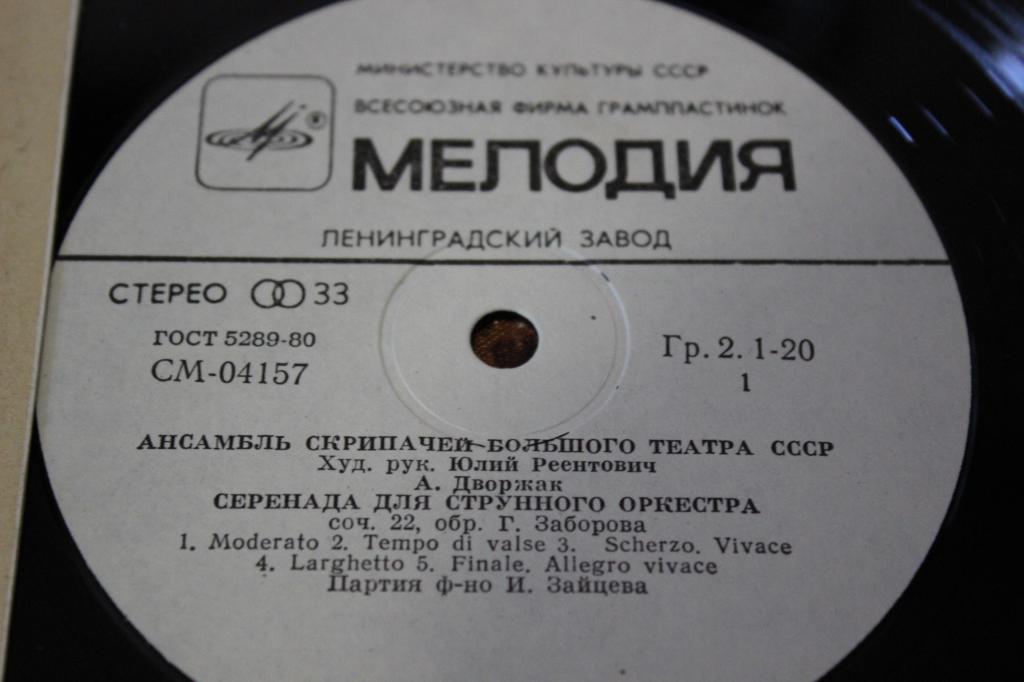 МИНИСТЕРСТВО КУЛЬТУРЫ СССР
ВСЕСОЮЗНАЯ ФИРМА ГРАМПЛАСТИНОК
®
МЕЛОДИЯ
ЛЕНИНГРАДСКИЙ ЗАВОД
СТЕРЕО 33
ГОСТ 5289-80
СМ-04157
Гр. 2. 1-20
1
АНСАМБЛЬ СКРИПАЧЕЙ БОЛЬШОГО ТЕАТРА СССР
Худ. рук. Юлий Реентович
А. Дворжак
СЕРЕНАДА ДЛЯ СТРУННОГО ОРКЕСТРА
соч. 22, обр. Г. Заборова
1. Moderato 2. Tempo di valse 3. Scherzo. Vivace
4. Larghetto 5. Finale. Allegro vivace
Партия ф-но И. Зайцева